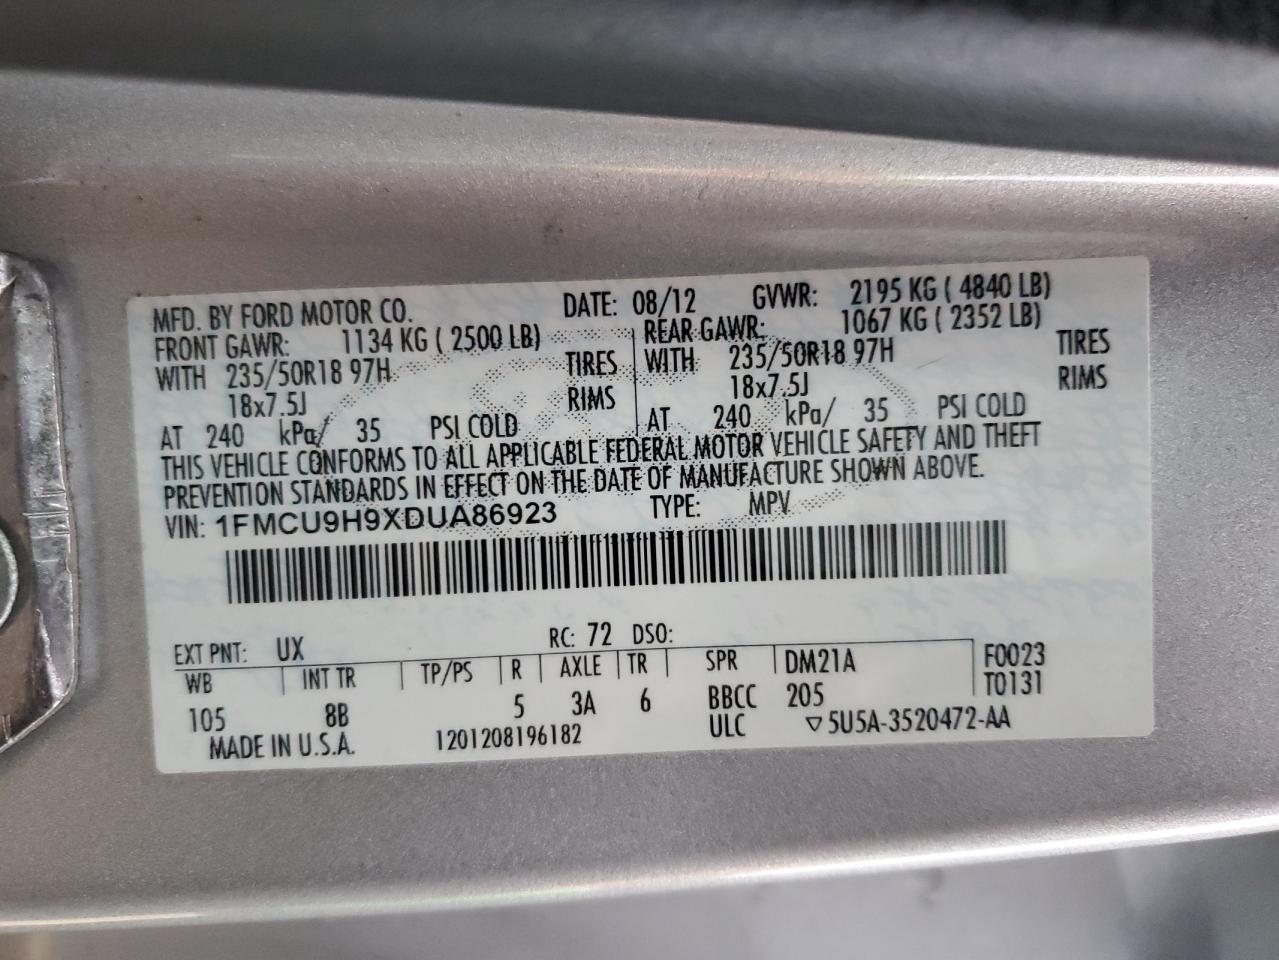 MFD. BY FORD MOTOR CO. DATE: 08/12 GVWR: 2195 KG ( 4840 LB)
FRONT GAWR: 1134 KG ( 2500 LB) REAR GAWR: 1067 KG ( 2352 LB)
WITH 235/50R18 97H TIRES WITH 235/50R18 97H TIRES
18x7.5J RIMS 18x7.5J RIMS
AT 240 kPa/ 35 PSI COLD AT 240 kPa/ 35 PSI COLD
THIS VEHICLE CONFORMS TO ALL APPLICABLE FEDERAL MOTOR VEHICLE SAFETY AND THEFT
PREVENTION STANDARDS IN EFFECT ON THE DATE OF MANUFACTURE SHOWN ABOVE.
VIN: 1FMCU9H9XDUA86923 TYPE: MPV
EXT PNT: UX RC: 72 DSO:
WB INT TR TP/PS R AXLE TR SPR DM21A F0023
105 8B 5 3A 6 BBCC 205 T0131
MADE IN U.S.A. 1201208196182 ULC ▽5U5A-3520472-AA